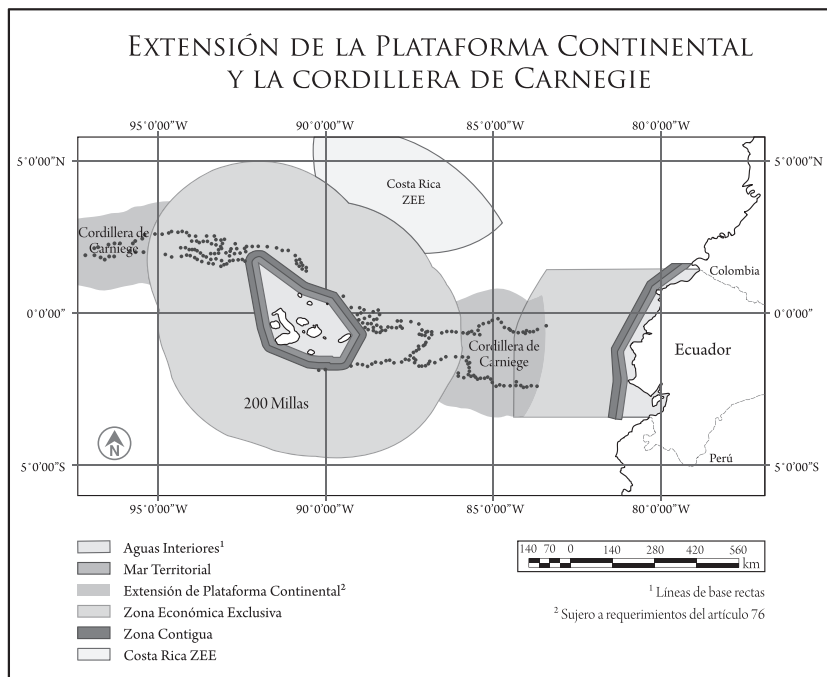 EXTENSIÓN DE LA PLATAFORMA CONTINENTAL
Y LA CORDILLERA DE CARNEGIE
95°0'00"W 90°0'00"W 85°0'00"W 80°0'00"W
5°0'00"N 5°0'00"N
Costa Rica
ZEE
Cordillera de
Carniege
Colombia
0°0'00" 0°0'00"
Cordillera de
Carniege
Ecuador
200 Millas
N
Perú
5°0'00"S 5°0'00"S
95°0'00"W 90°0'00"W 85°0'00"W 80°0'00"W
Aguas Interiores¹
Mar Territorial
Extensión de Plataforma Continental²
Zona Económica Exclusiva
Zona Contigua
Costa Rica ZEE
140 70 0 140 280 420 560
km
¹ Líneas de base rectas
² Sujero a requerimientos del artículo 76